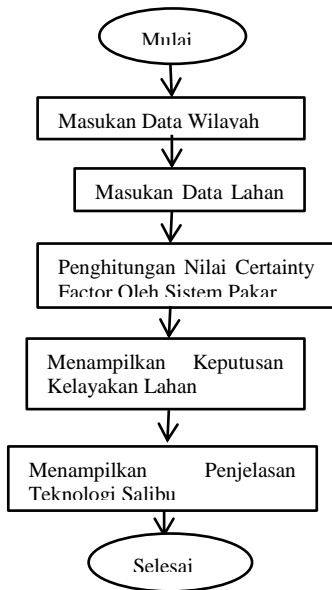 Mulai
Masukan Data Wilayah
Masukan Data Lahan
Penghitungan Nilai Certainty
Factor Oleh Sistem Pakar
Menampilkan Keputusan
Kelayakan Lahan
Menampilkan Penjelasan
Teknologi Salibu
Selesai